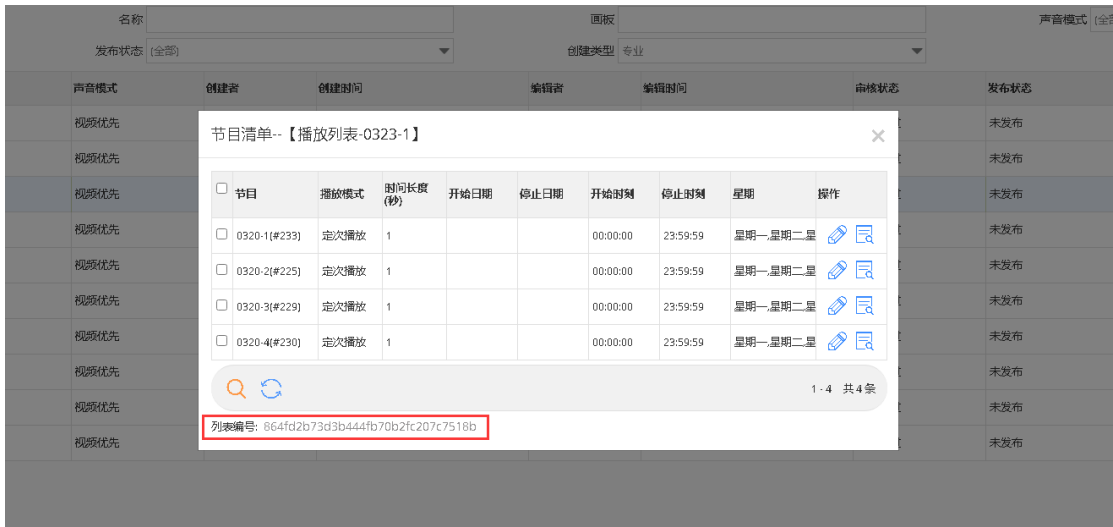 名称 画板 声音模式 (全部
发布状态 (全部) 创建类型 专业
声音模式 创建者 创建时间 编辑者 编辑时间 审核状态 发布状态
视频优先 未发布
节目清单--【播放列表-0323-1】 ×
视频优先 未发布
视频优先 未发布
节目 播放模式 时间长度(秒) 开始日期 停止日期 开始时刻 停止时刻 星期 操作
视频优先 未发布
0320-1(#233) 定次播放 1 00:00:00 23:59:59 星期一,星期二,星
视频优先 未发布
0320-2(#225) 定次播放 1 00:00:00 23:59:59 星期一,星期二,星
视频优先 未发布
0320-3(#229) 定次播放 1 00:00:00 23:59:59 星期一,星期二,星
视频优先 未发布
0320-4(#230) 定次播放 1 00:00:00 23:59:59 星期一,星期二,星
视频优先 未发布
1 - 4 共4条
视频优先 未发布
列表编号: 864fd2b73d3b444fb70b2fc207c7518b
视频优先 未发布